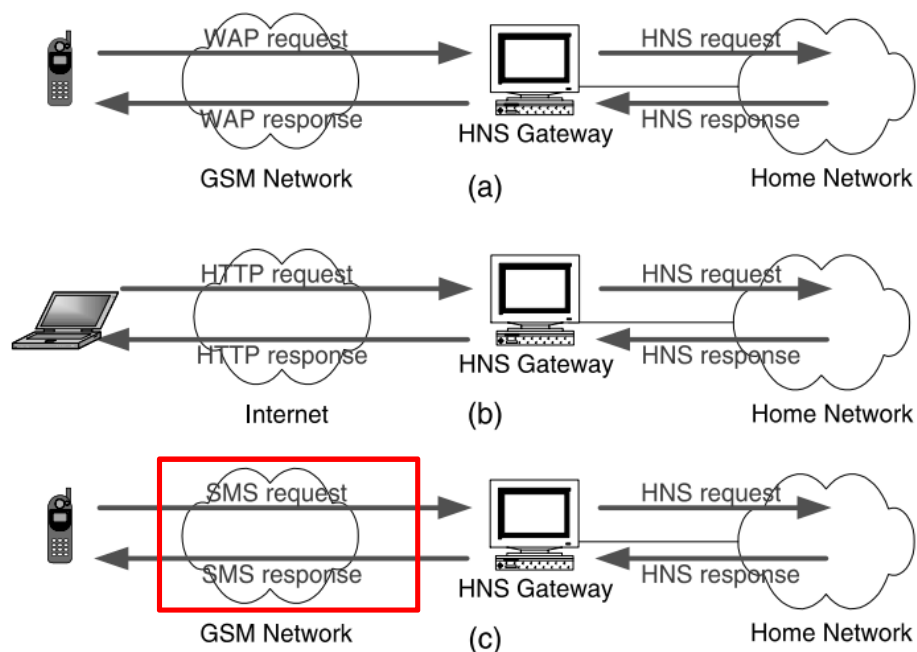 WAP request
HNS request
WAP response
HNS response
HNS Gateway
GSM Network
(a)
Home Network
HTTP request
HNS request
HTTP response
HNS response
HNS Gateway
Internet
(b)
Home Network
SMS request
HNS request
SMS response
HNS response
HNS Gateway
GSM Network
(c)
Home Network